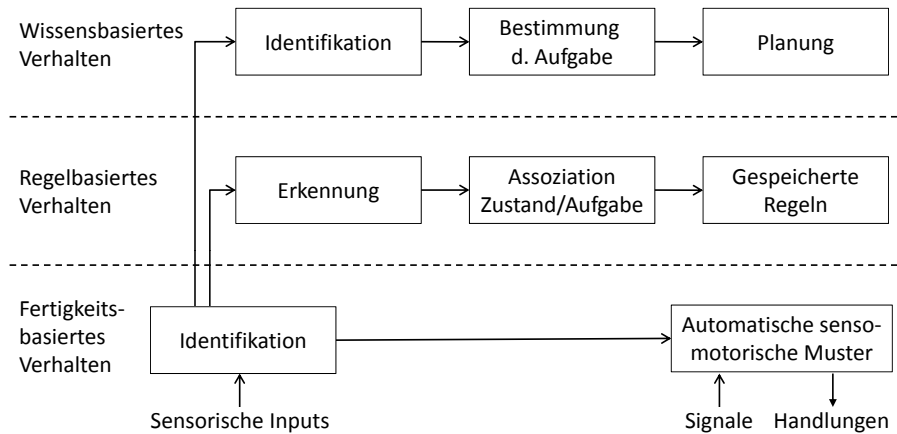 Wissensbasiertes
Verhalten
Identifikation
Bestimmung
d. Aufgabe
Planung
Regelbasiertes
Verhalten
Erkennung
Assoziation
Zustand/Aufgabe
Gespeicherte
Regeln
Fertigkeits-
basiertes
Verhalten
Identifikation
Automatische senso-
motorische Muster
Sensorische Inputs
Signale
Handlungen